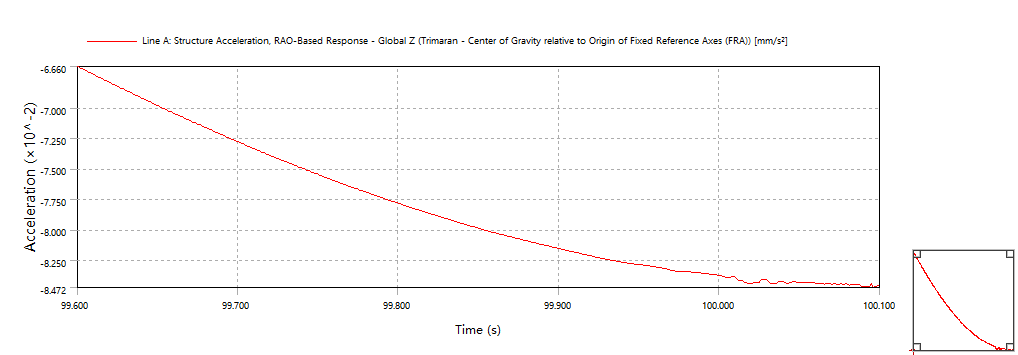 Line A: Structure Acceleration, RAO-Based Response - Global Z (Trimaran - Center of Gravity relative to Origin of Fixed Reference Axes (FRA)) [mm/s²]
Acceleration (×10^-2)
-6.660
-7.000
-7.250
-7.500
-7.750
-8.000
-8.250
-8.472
99.600 99.700 99.800 99.900 100.000 100.100
Time (s)